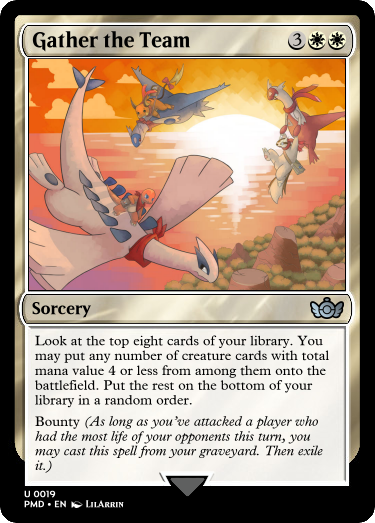 Gather the Team 3
Sorcery
Look at the top eight cards of your library. You
may put any number of creature cards with total
mana value 4 or less from among them onto the
battlefield. Put the rest on the bottom of your
library in a random order.
Bounty (As long as you've attacked a player who
had the most life of your opponents this turn, you
may cast this spell from your graveyard. Then exile
it.)
U 0019
PMD • EN LilArrin